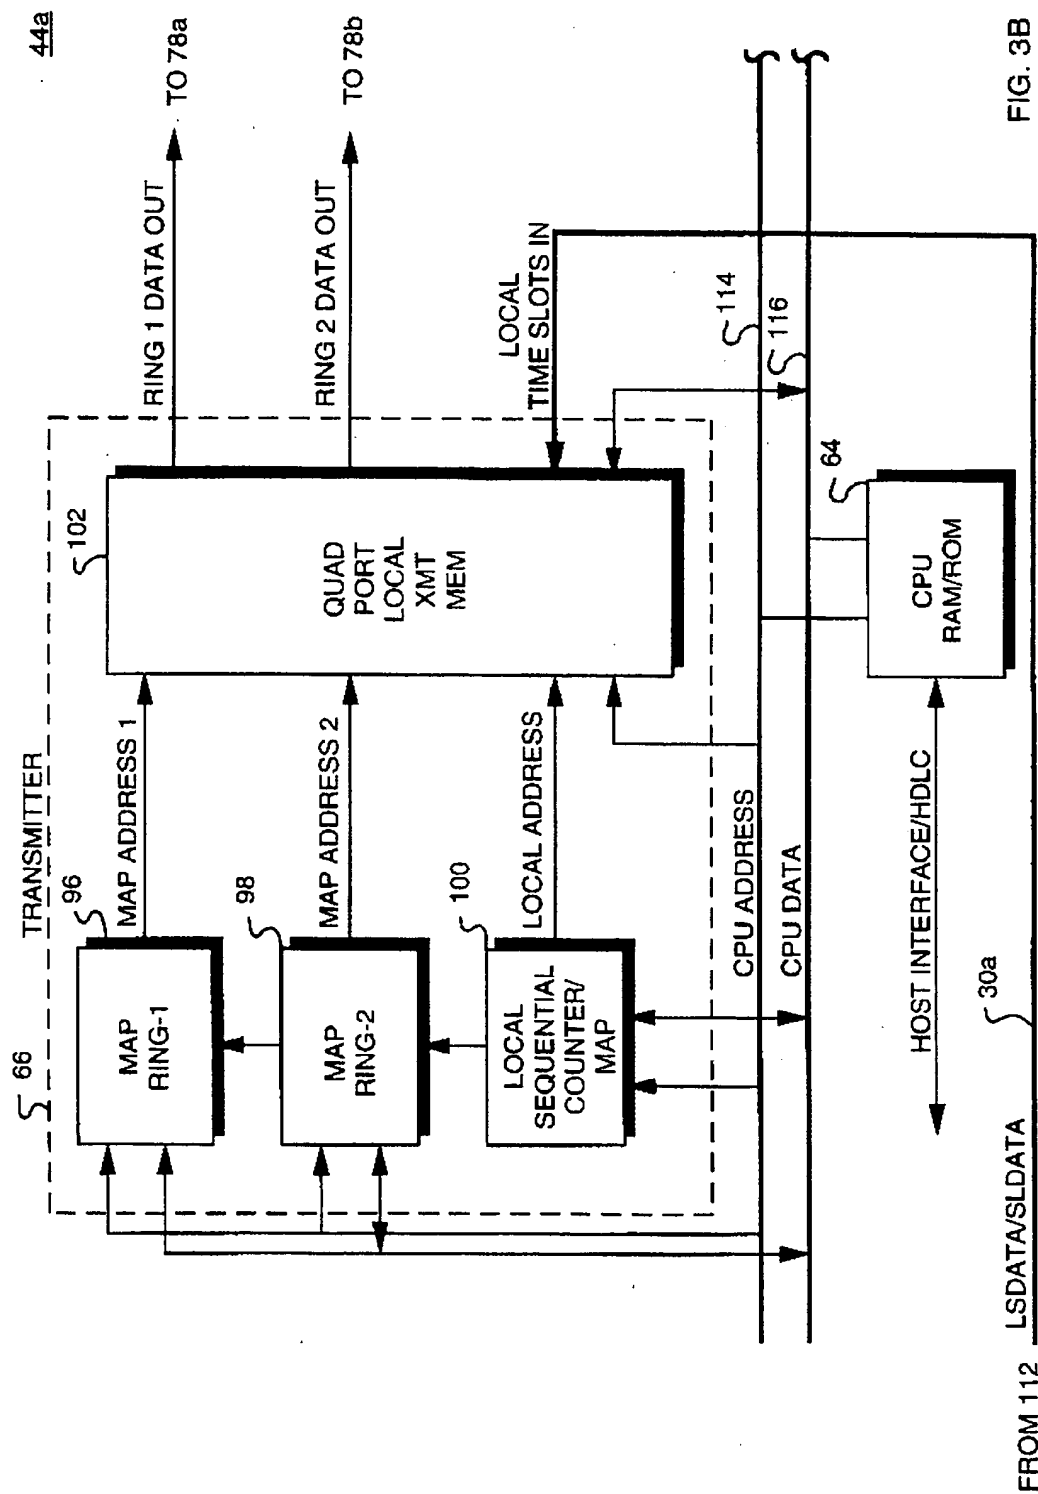 44a
TRANSMITTER
66
96
MAP
RING-1
MAP ADDRESS 1
102
RING 1 DATA OUT
TO 78a
98
MAP
RING-2
MAP ADDRESS 2
QUAD
PORT
LOCAL
XMT
MEM
RING 2 DATA OUT
TO 78b
100
LOCAL
SEQUENTIAL
COUNTER/
MAP
LOCAL ADDRESS
LOCAL
TIME SLOTS IN
CPU ADDRESS
114
CPU DATA
116
64
CPU
RAM/ROM
HOST INTERFACE/HDLC
30a
FROM 112
LSDATA/SLDATA
FIG. 3B